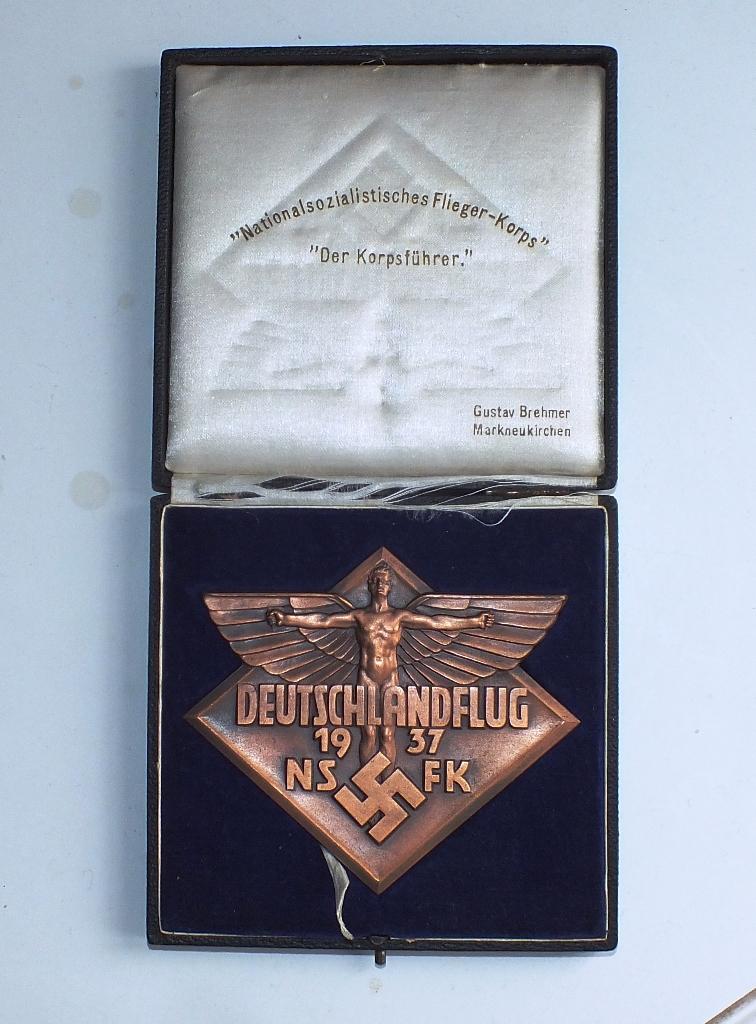 "Nationalsozialistisches Flieger-Korps"
"Der Korpsführer."
Gustav Brehmer
Markneukirchen
DEUTSCHLANDFLUG
19 37
NS FK